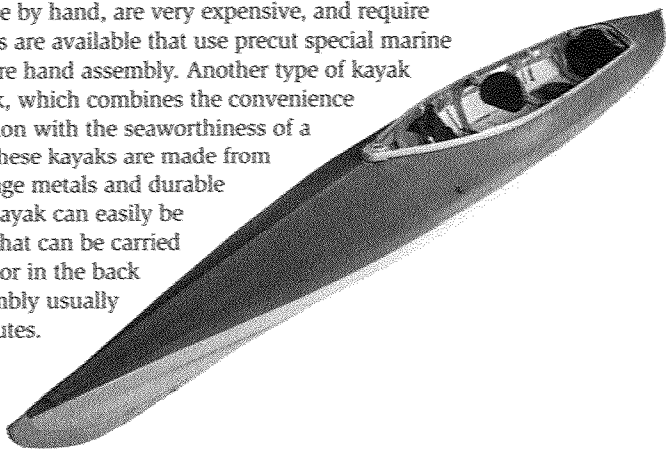 e by hand, are very expensive, and require
s are available that use precut special marine
re hand assembly. Another type of kayak
k, which combines the convenience
on with the seaworthiness of a
hese kayaks are made from
ge metals and durable
ayak can easily be
hat can be carried
or in the back
mbly usually
utes.